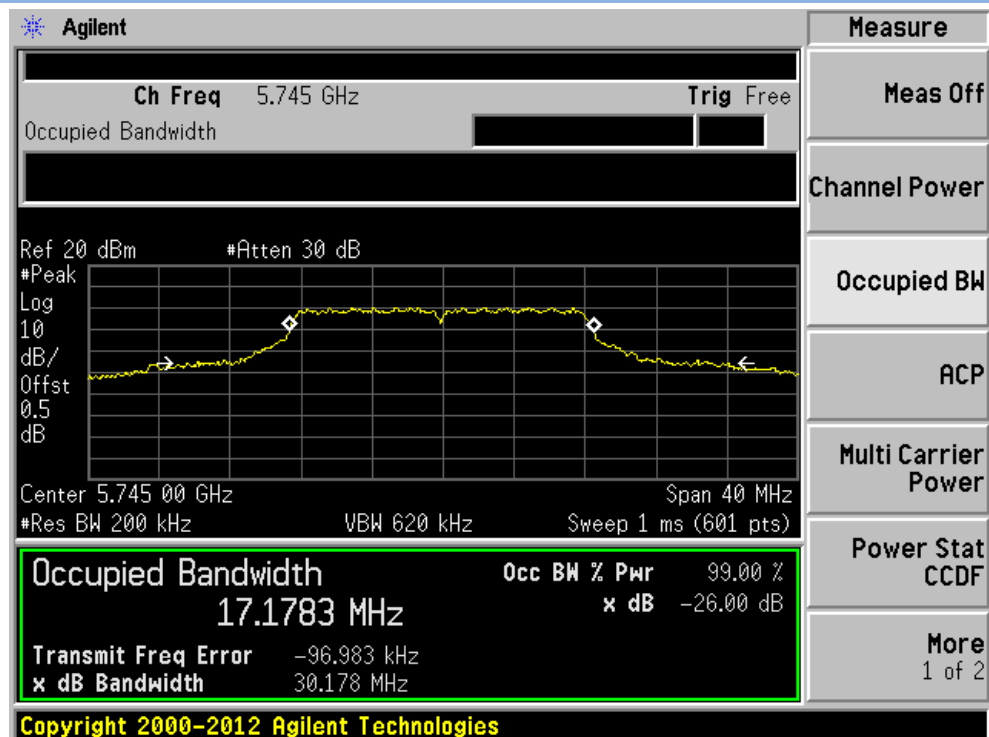 Agilent
Measure
Ch Freq 5.745 GHz Trig Free
Meas Off
Occupied Bandwidth
Channel Power
Ref 20 dBm #Atten 30 dB
#Peak
Log
10
dB/
Offst
0.5
dB
Occupied BW
ACP
Multi Carrier
Power
Center 5.745 00 GHz Span 40 MHz
#Res BW 200 kHz VBW 620 kHz Sweep 1 ms (601 pts)
Power Stat
CCDF
Occupied Bandwidth Occ BW % Pwr 99.00 %
17.1783 MHz x dB -26.00 dB
Transmit Freq Error -96.983 kHz
x dB Bandwidth 30.178 MHz
More
1 of 2
Copyright 2000-2012 Agilent Technologies